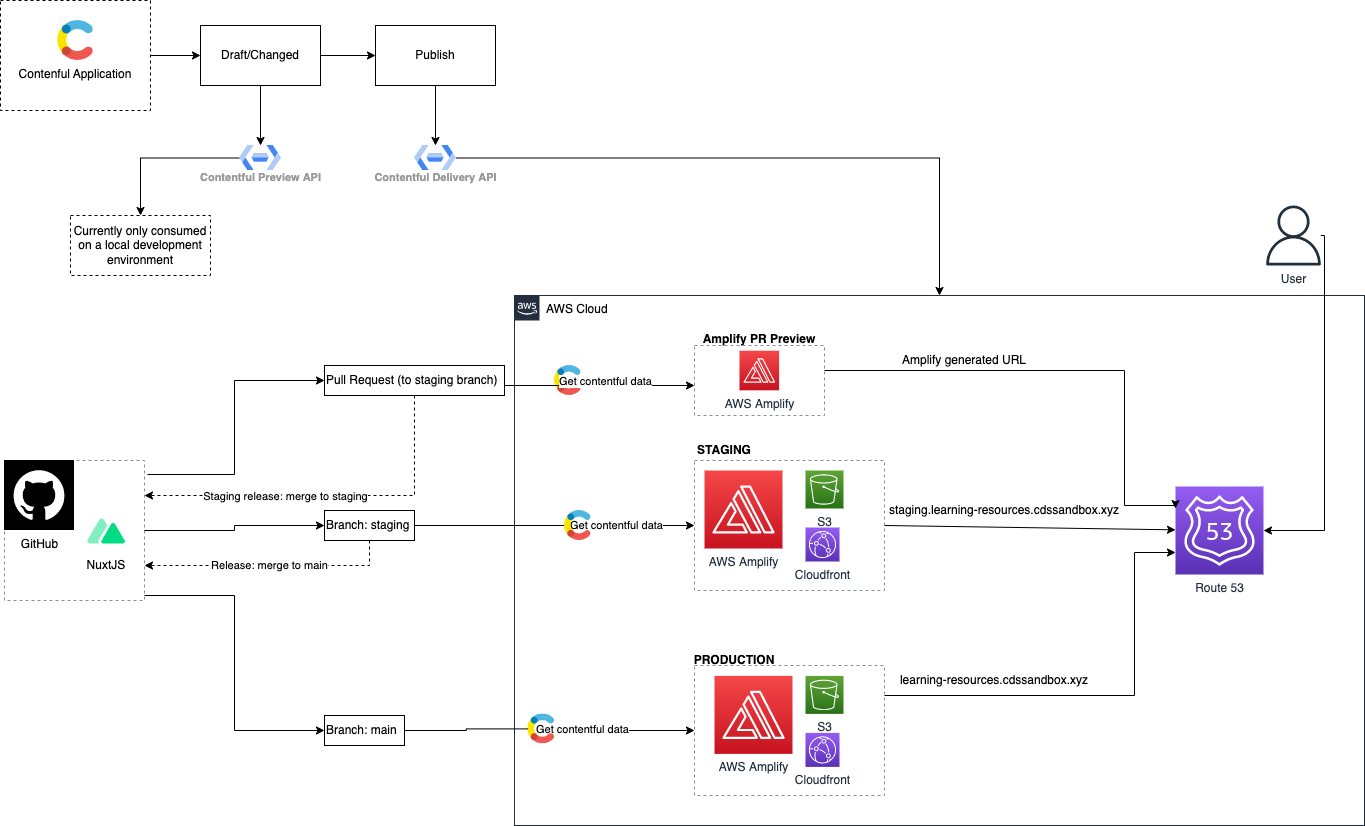 Contenful Application
Draft/Changed
Publish
Contentful Preview API
Contentful Delivery API
Currently only consumed
on a local development
environment
User
aws
AWS Cloud
Amplify PR Preview
AWS Amplify
Amplify generated URL
Pull Request (to staging branch)
Get contentful data
STAGING
AWS Amplify
S3
Cloudfront
staging.learning-resources.cdssandbox.xyz
Staging release: merge to staging
Branch: staging
Get contentful data
GitHub
NuxtJS
Release: merge to main
53
Route 53
PRODUCTION
AWS Amplify
S3
Cloudfront
learning-resources.cdssandbox.xyz
Branch: main
Get contentful data